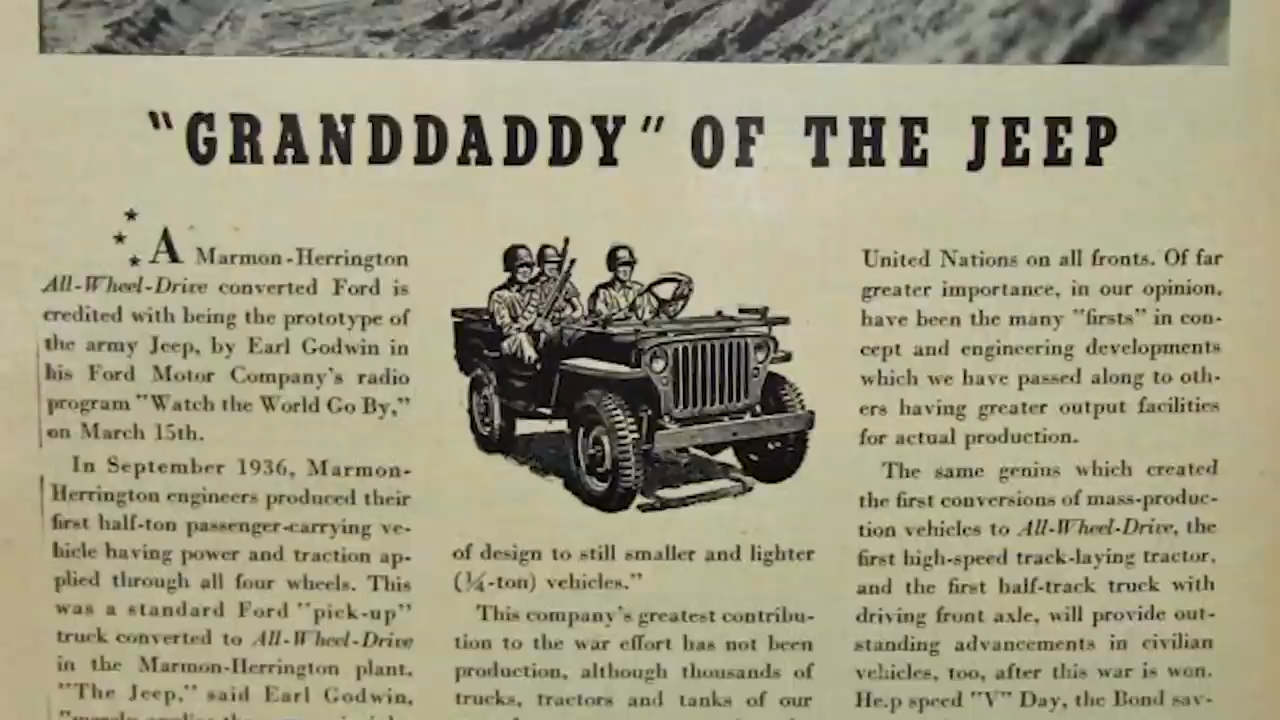 "GRANDDADDY" OF THE JEEP
A Marmon-Herrington
All-Wheel-Drive converted Ford is
credited with being the prototype of
the army Jeep, by Earl Godwin in
his Ford Motor Company's radio
program "Watch the World Go By,"
on March 15th.
In September 1936, Marmon-
Herrington engineers produced their
first half-ton passenger-carrying ve-
hicle having power and traction ap-
plied through all four wheels. This
was a standard Ford "pick-up"
truck converted to All-Wheel-Drive
in the Marmon-Herrington plant.
"The Jeep," said Earl Godwin,
of design to still smaller and lighter
(¼-ton) vehicles."
This company's greatest contribu-
tion to the war effort has not been
production, although thousands of
trucks, tractors and tanks of our
United Nations on all fronts. Of far
greater importance, in our opinion,
have been the many "firsts" in con-
cept and engineering developments
which we have passed along to oth-
ers having greater output facilities
for actual production.
The same genius which created
the first conversions of mass-produc-
tion vehicles to All-Wheel-Drive, the
first high-speed track-laying tractor,
and the first half-track truck with
driving front axle, will provide out-
standing advancements in civilian
vehicles, too, after this war is won.
Help speed "V" Day, the Bond sav-